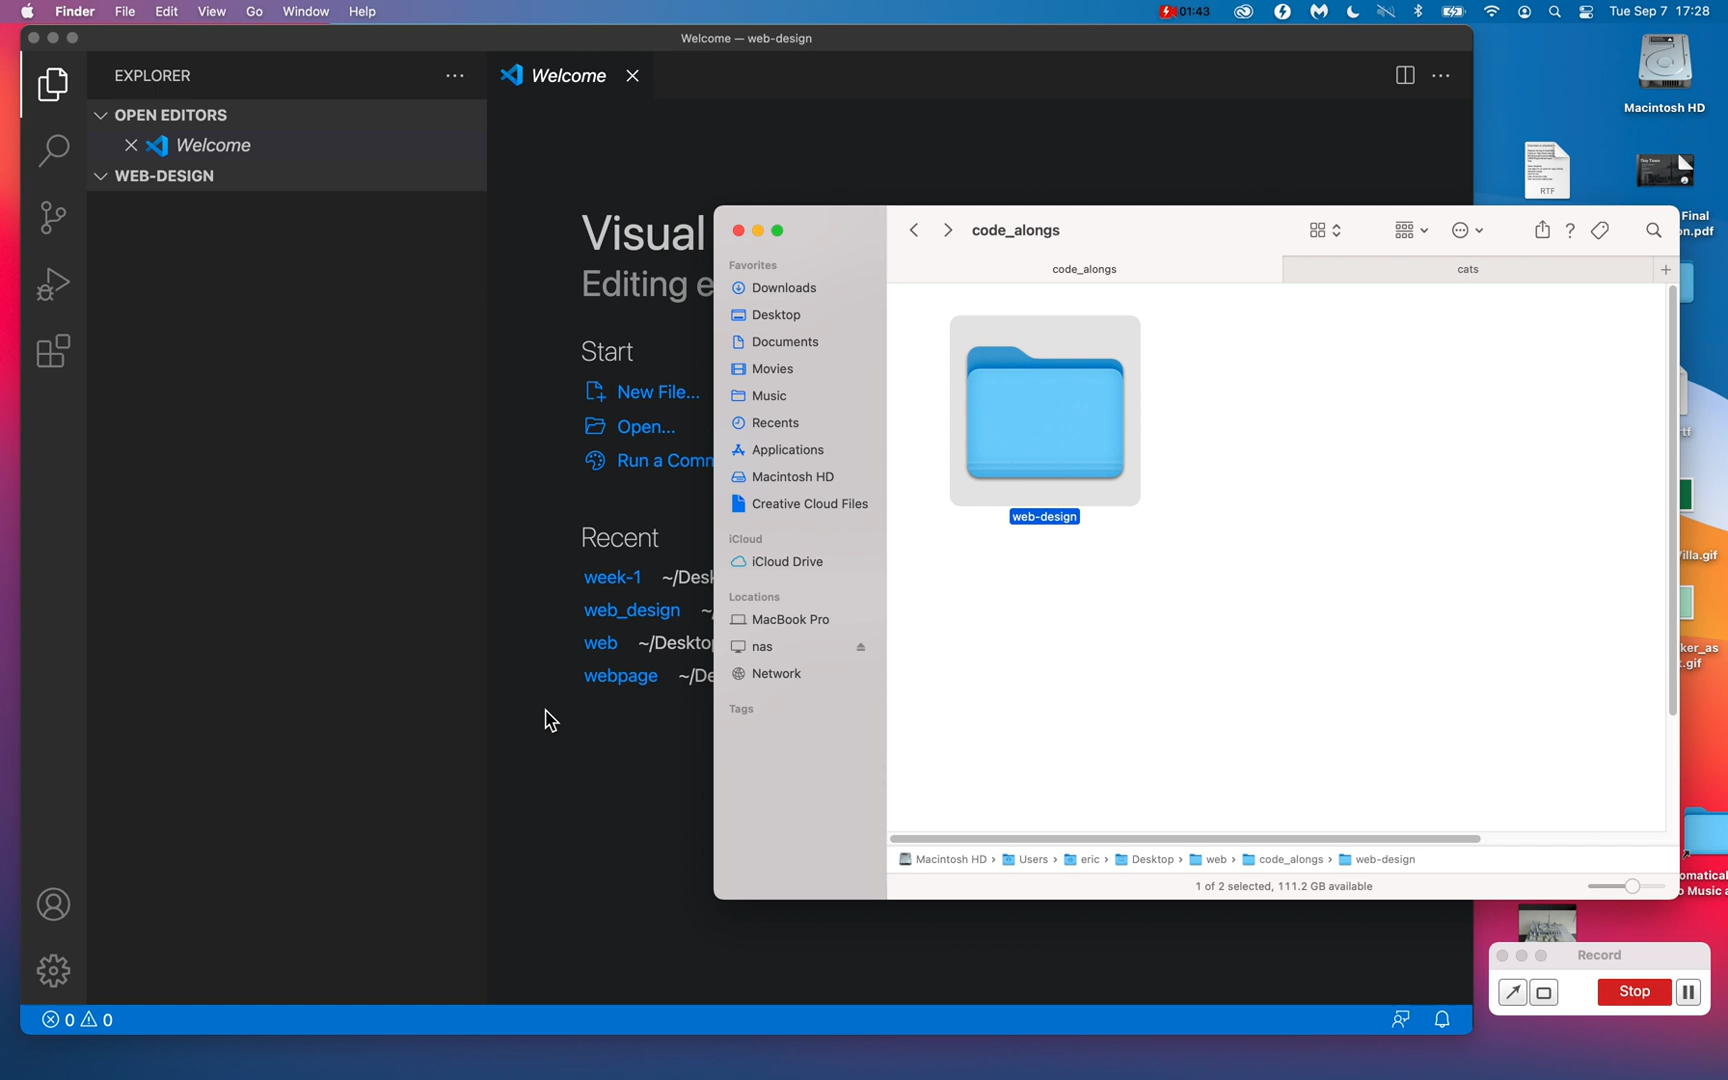 Finder File Edit View Go Window Help
01:43
Tue Sep 7 17:28
Welcome — web-design
EXPLORER
Welcome
OPEN EDITORS
Welcome
WEB-DESIGN
Visual
Editing e
Start
New File...
Open...
Run a Comm
Recent
week-1 ~/Desk
web_design ~/
web ~/Desktop
webpage ~/De
0 0
code_alongs
code_alongs
cats
Favorites
Downloads
Desktop
Documents
Movies
Music
Recents
Applications
Macintosh HD
Creative Cloud Files
iCloud
iCloud Drive
Locations
MacBook Pro
nas
Network
Tags
web-design
Macintosh HD › Users › eric › Desktop › web › code_alongs › web-design
1 of 2 selected, 111.2 GB available
Macintosh HD
RTF
Final
on.pdf
rtf
illa.gif
ker_as
t.gif
omatical
o Music a
Record
Stop